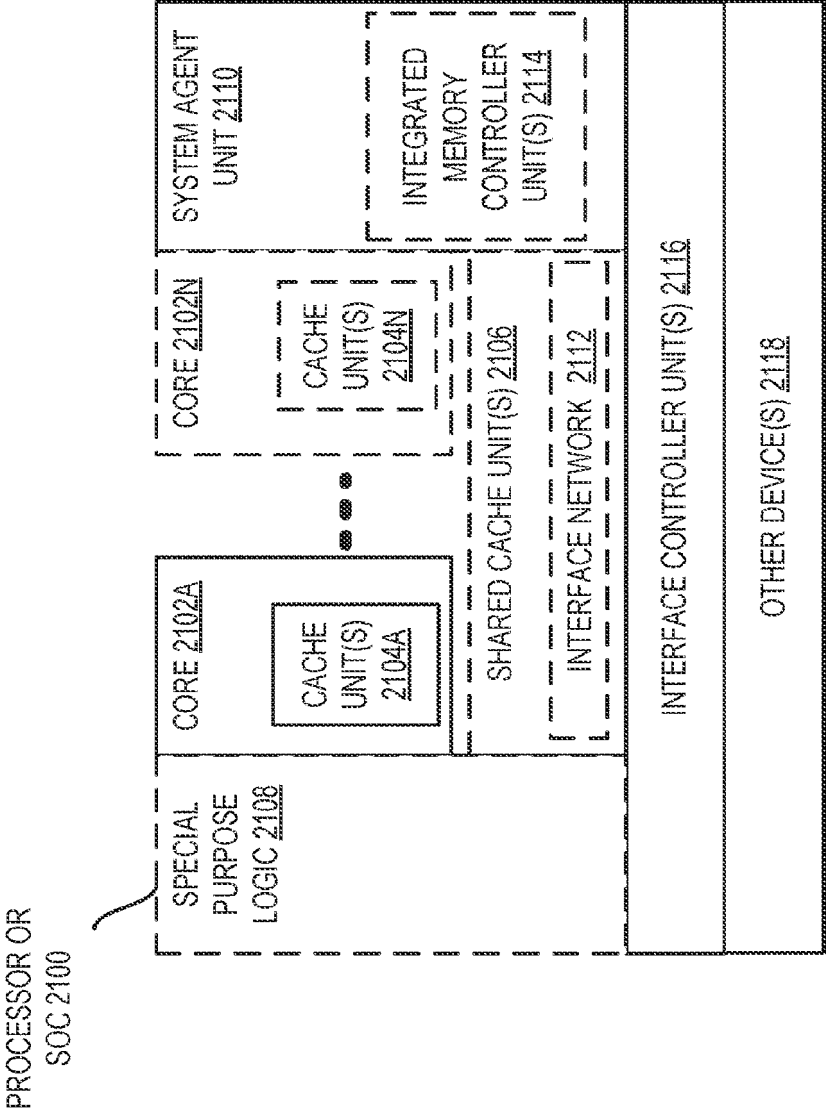 PROCESSOR OR
SOC 2100
SPECIAL
PURPOSE
LOGIC 2108
CORE 2102A
CACHE
UNIT(S)
2104A
CORE 2102N
CACHE
UNIT(S)
2104N
SHARED CACHE UNIT(S) 2106
INTERFACE NETWORK 2112
SYSTEM AGENT
UNIT 2110
INTEGRATED
MEMORY
CONTROLLER
UNIT(S) 2114
INTERFACE CONTROLLER UNIT(S) 2116
OTHER DEVICE(S) 2118